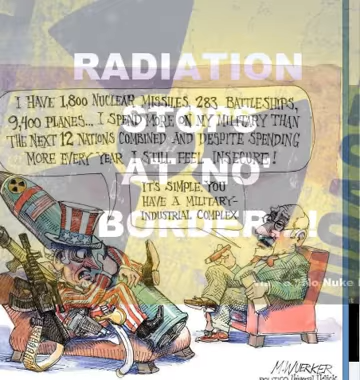 RADIATION
I HAVE 1,800 NUCLEAR MISSILES 283 BATTLESHIPS,
9,400 PLANES... I SPEND MORE ON MY MILITARY THAN
THE NEXT 12 NATIONS COMBINED AND DESPITE SPENDING
MORE EVERY YEAR I STILL FEEL INSECURE!
AT NO
IT'S SIMPLE, YOU
HAVE A MILITARY-
INDUSTRIAL COMPLEX
"No Nuke
M.WUERKER
POLITICO